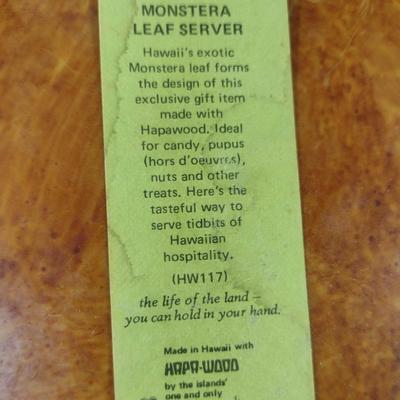 MONSTERA
LEAF SERVER
Hawaii's exotic
Monstera leaf forms
the design of this
exclusive gift item
made with
Hapawood. Ideal
for candy, pupus
(hors d'oeuvres),
nuts and other
treats. Here's the
tasteful way to
serve tidbits of
Hawaiian
hospitality.
(HW117)
the life of the land —
you can hold in your hand.
Made in Hawaii with
HAPA-WOOD
by the islands'
one and only